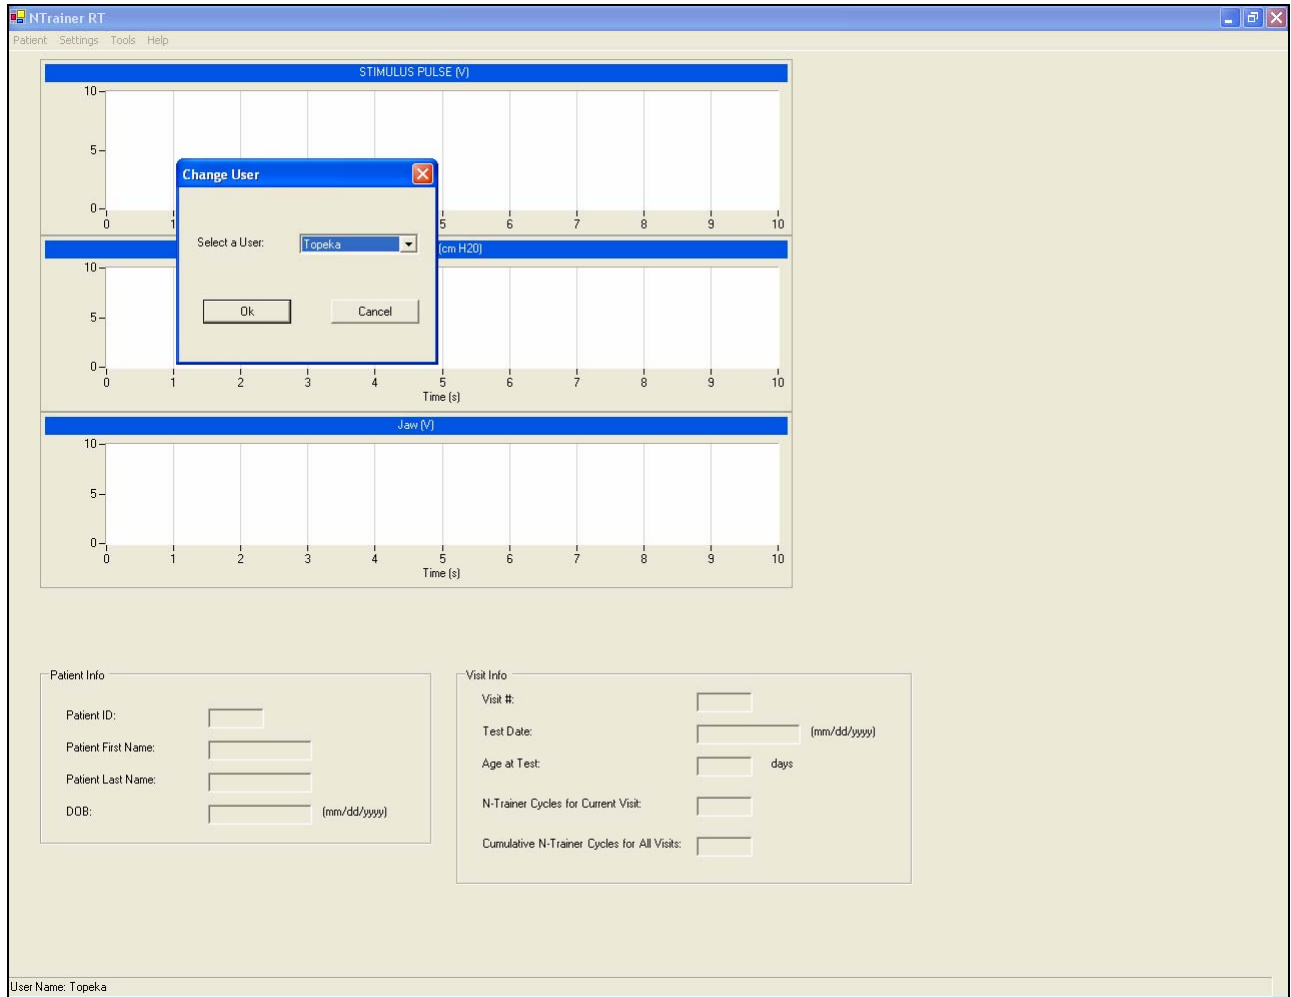 NTrainer RT
Patient Settings Tools Help
STIMULUS PULSE (V)
10
5
0
0 1 5 6 7 8 9 10
Change User
Select a User: Topeka
Ok Cancel
(cm H20)
10
5
0
0 1 2 3 4 5 6 7 8 9 10
Time (s)
Jaw (V)
10
5
0
0 1 2 3 4 5 6 7 8 9 10
Time (s)
Patient Info
Patient ID:
Patient First Name:
Patient Last Name:
DOB: (mm/dd/yyyy)
Visit Info
Visit #:
Test Date: (mm/dd/yyyy)
Age at Test: days
N-Trainer Cycles for Current Visit:
Cumulative N-Trainer Cycles for All Visits:
User Name: Topeka